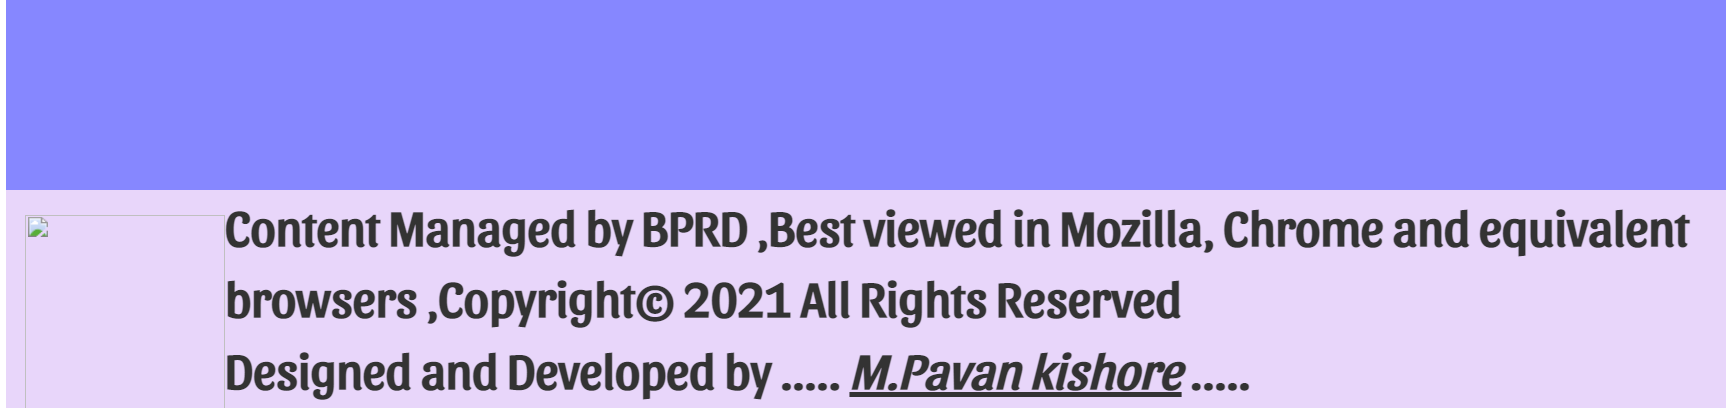 Content Managed by BPRD ,Best viewed in Mozilla, Chrome and equivalent
browsers ,Copyright© 2021 All Rights Reserved
Designed and Developed by ..... M.Pavan kishore .....